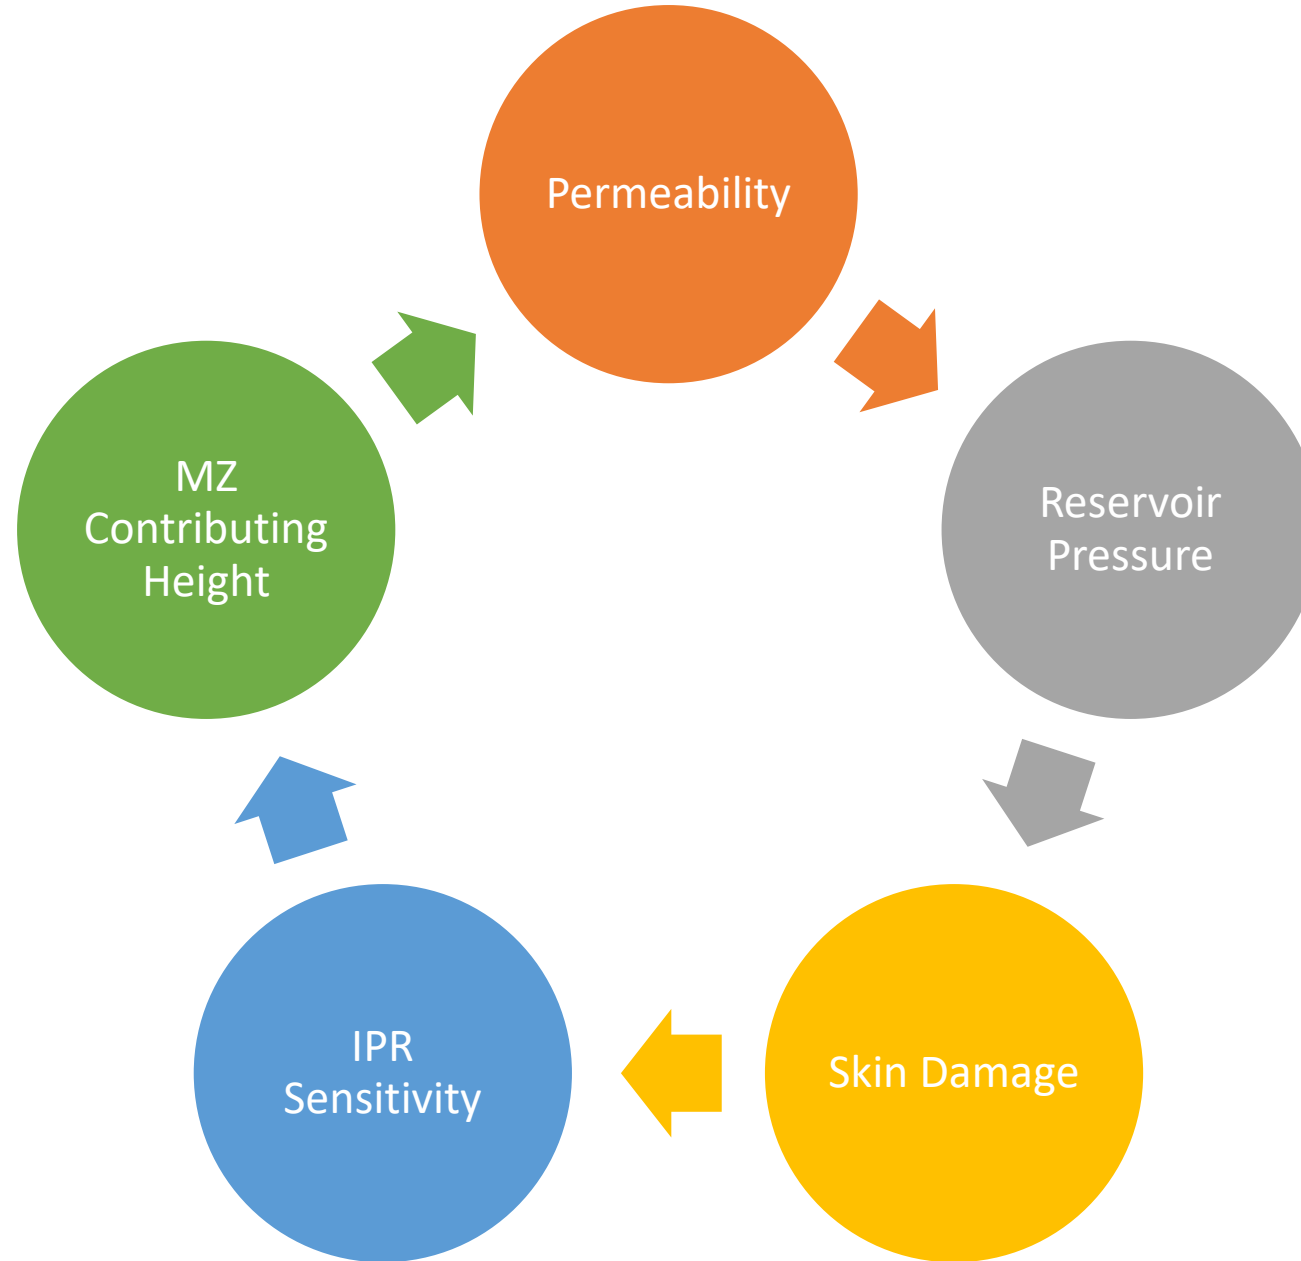 Permeability
Reservoir
Pressure
Skin Damage
IPR
Sensitivity
MZ
Contributing
Height